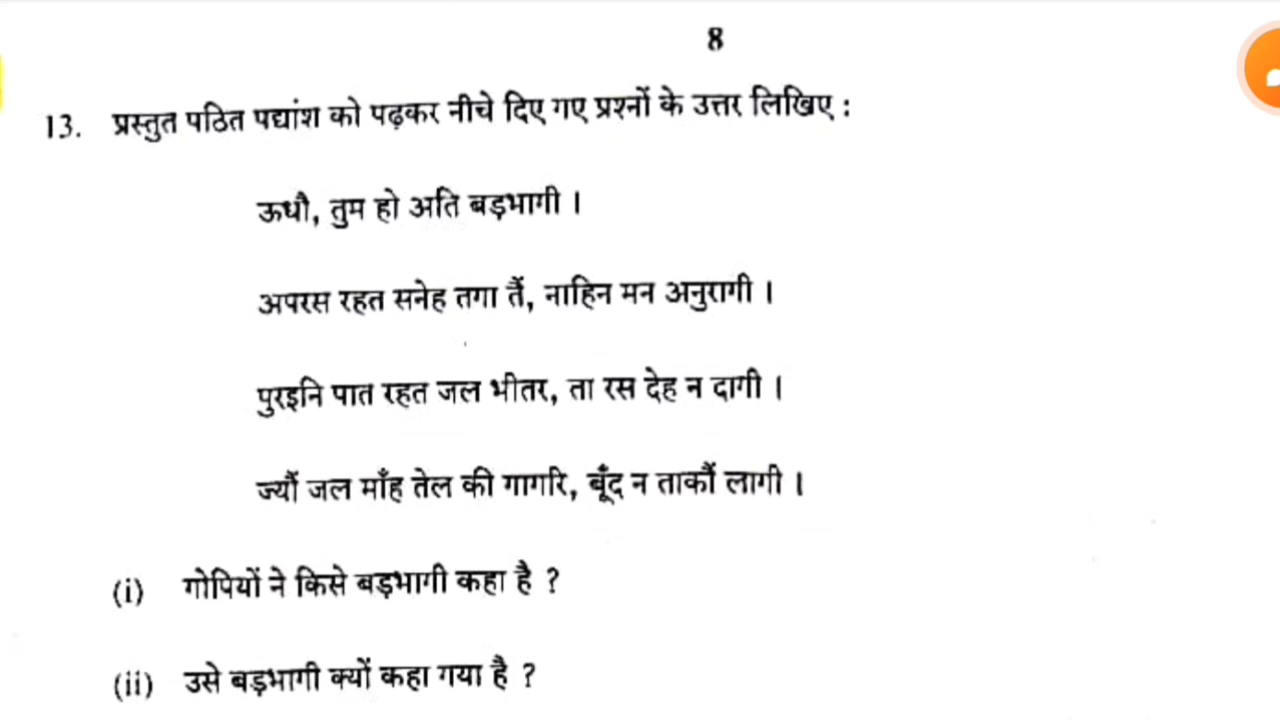 8
13. प्रस्तुत पठित पद्यांश को पढ़कर नीचे दिए गए प्रश्नों के उत्तर लिखिए :
ऊधौ, तुम हो अति बड़भागी ।
अपरस रहत सनेह तगा तैं, नाहिन मन अनुरागी ।
पुरइनि पात रहत जल भीतर, ता रस देह न दागी ।
ज्यौं जल माँह तेल की गागरि, बूँद न ताकौं लागी ।
(i) गोपियों ने किसे बड़भागी कहा है ?
(ii) उसे बड़भागी क्यों कहा गया है ?